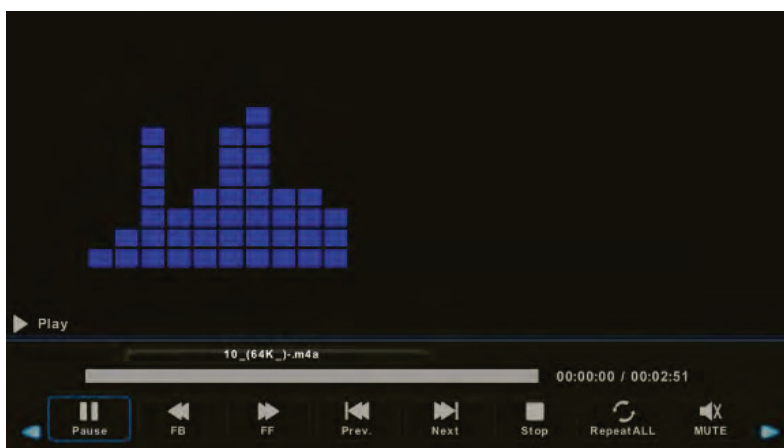 Play
10_(64K_)-.m4a
00:00:00 / 00:02:51
Pause FB FF Prev. Next Stop RepeatALL MUTE